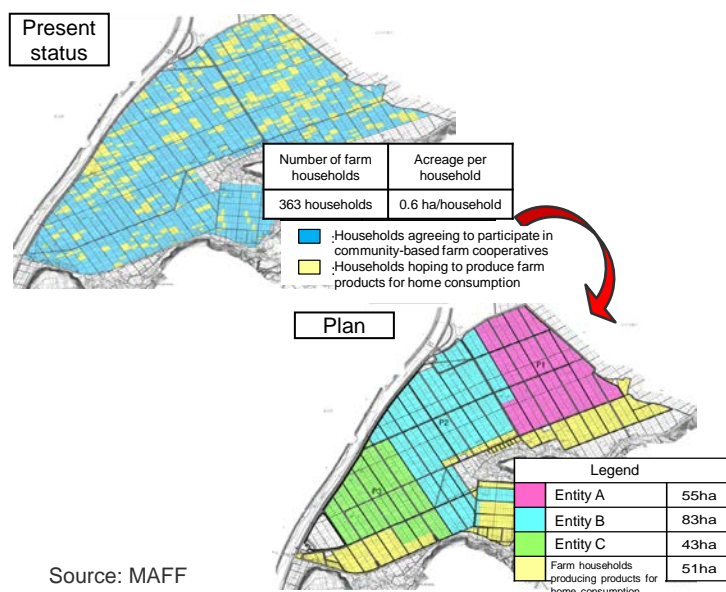 Present
status
Number of farm
households
Acreage per
household
363 households
0.6 ha/household
:Households agreeing to participate in
community-based farm cooperatives
:Households hoping to produce farm
products for home consumption
Plan
P1
P2
P3
Legend
Entity A
55ha
Entity B
83ha
Entity C
43ha
Farm households
producing products for
home consumption
51ha
Source: MAFF